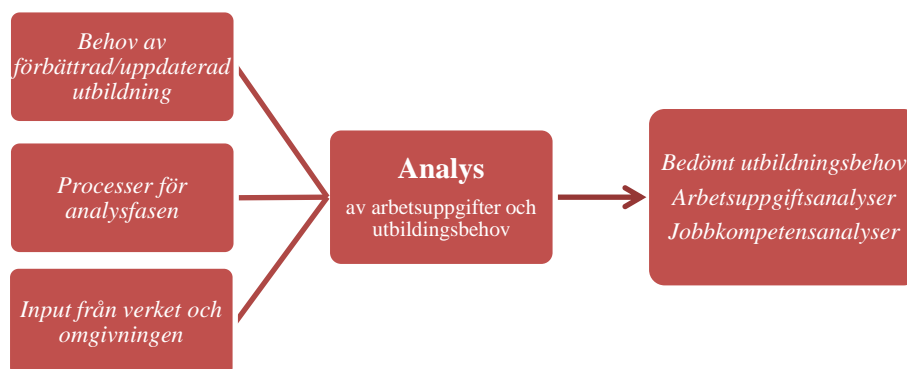 Behov av
förbättrad/uppdaterad
utbildning
Processer för
analysfasen
Input från verket och
omgivningen
Analys
av arbetsuppgifter och
utbildingsbehov
Bedömt utbildningsbehov
Arbetsuppgiftsanalyser
Jobbkompetensanalyser